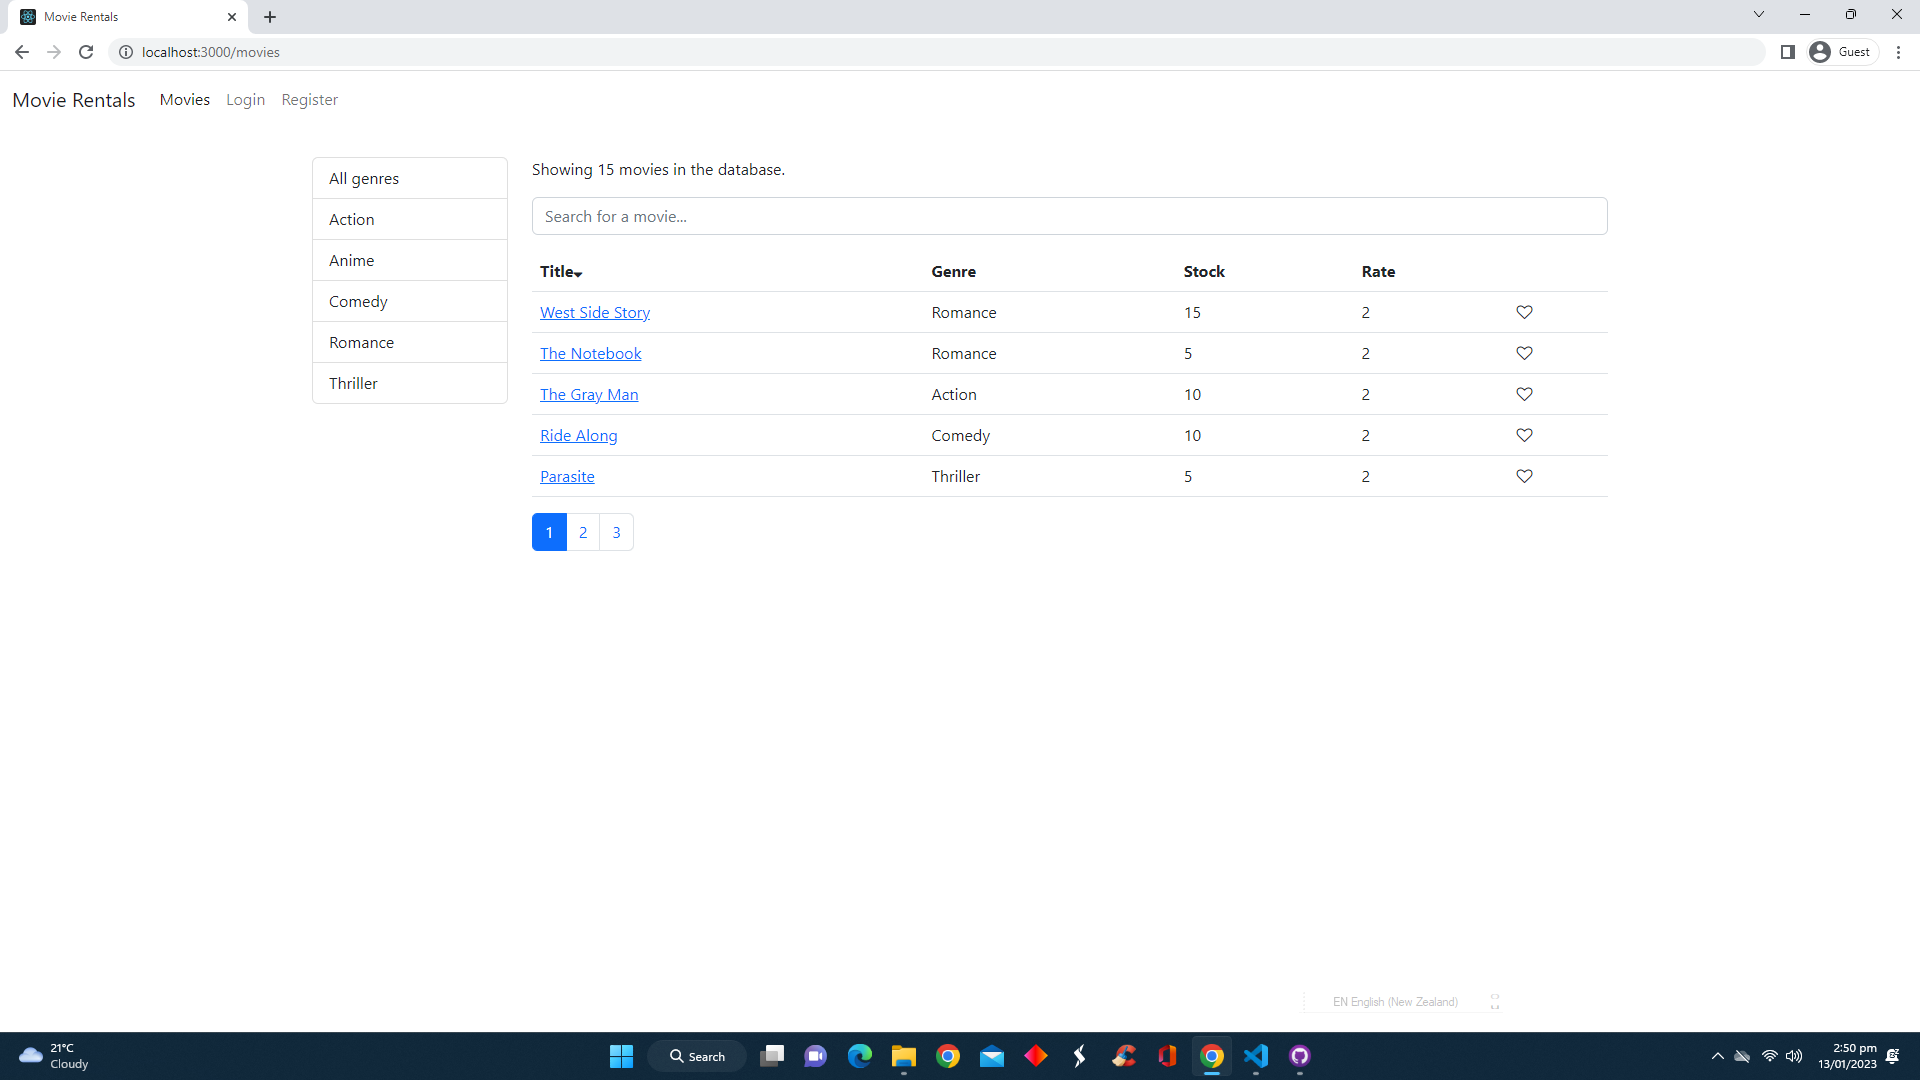 Movie Rentals
localhost:3000/movies
Guest
Movie Rentals Movies Login Register
All genres
Action
Anime
Comedy
Romance
Thriller
Showing 15 movies in the database.
Search for a movie...
Title Genre Stock Rate
West Side Story Romance 15 2
The Notebook Romance 5 2
The Gray Man Action 10 2
Ride Along Comedy 10 2
Parasite Thriller 5 2
1 2 3
EN English (New Zealand)
21°C
Cloudy
Search
2:50 pm
13/01/2023